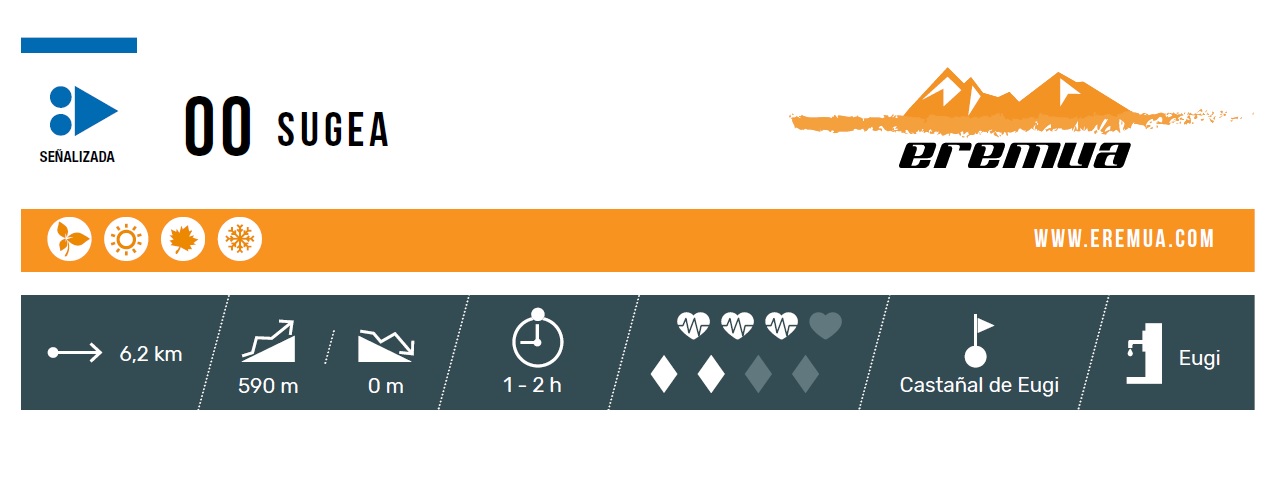 SEÑALIZADA
00 SUGEA
eremua
WWW.EREMUA.COM
6,2 km
590 m
0 m
1 - 2 h
Castañal de Eugi
Eugi